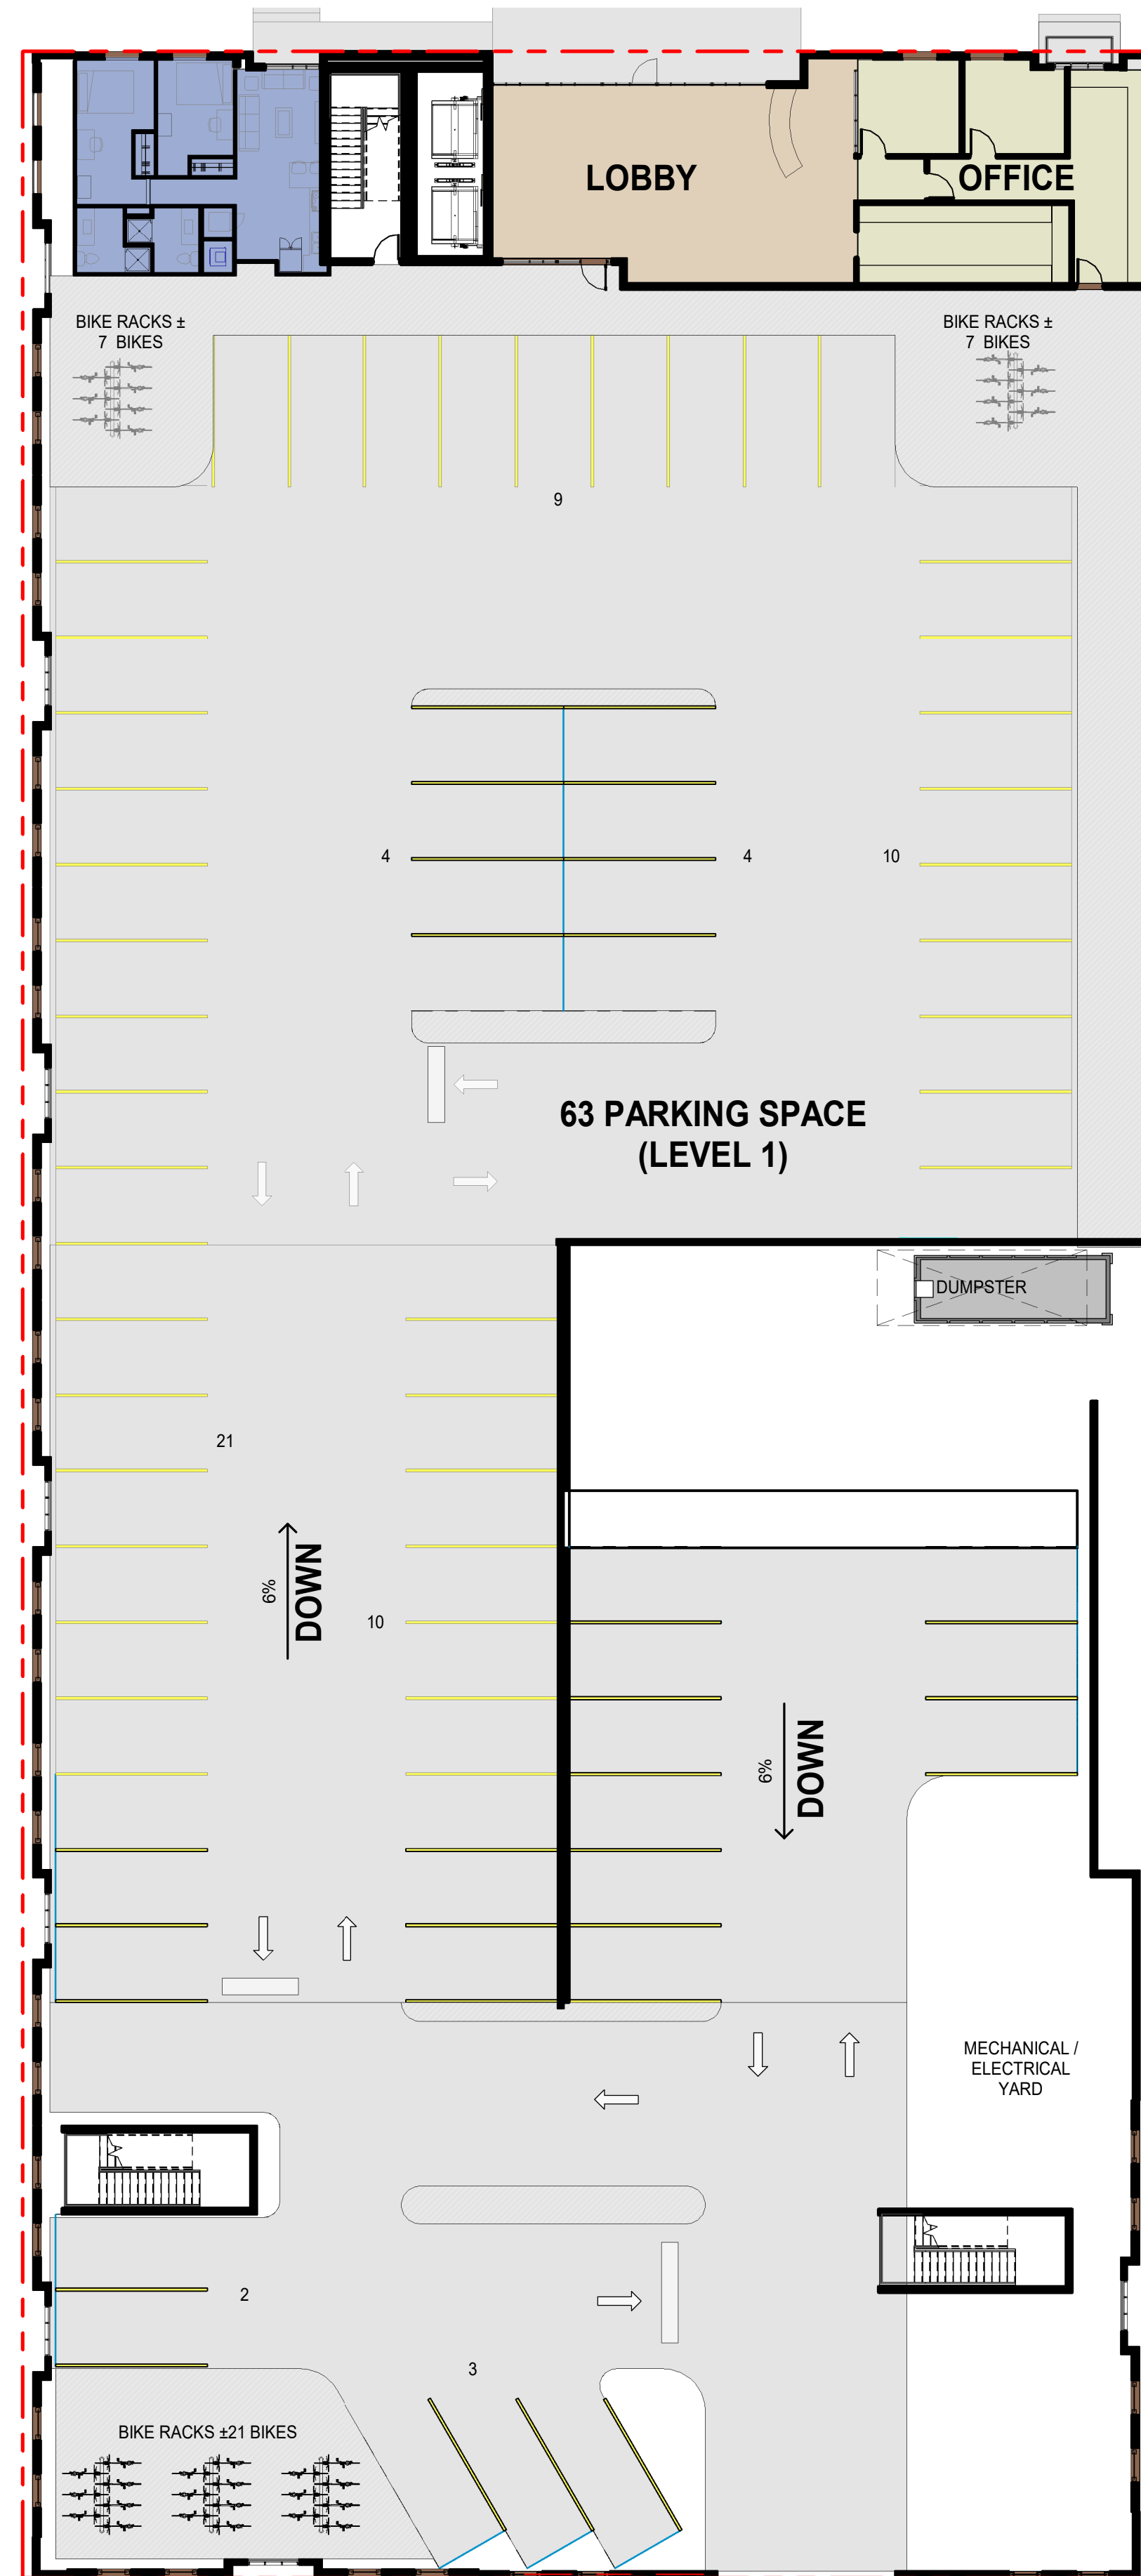 LOBBY
OFFICE
BIKE RACKS ±
7 BIKES
BIKE RACKS ±
7 BIKES
9
4
4
10
63 PARKING SPACE
(LEVEL 1)
DUMPSTER
21
6%
DOWN
10
6%
DOWN
MECHANICAL /
ELECTRICAL
YARD
2
3
BIKE RACKS ±21 BIKES